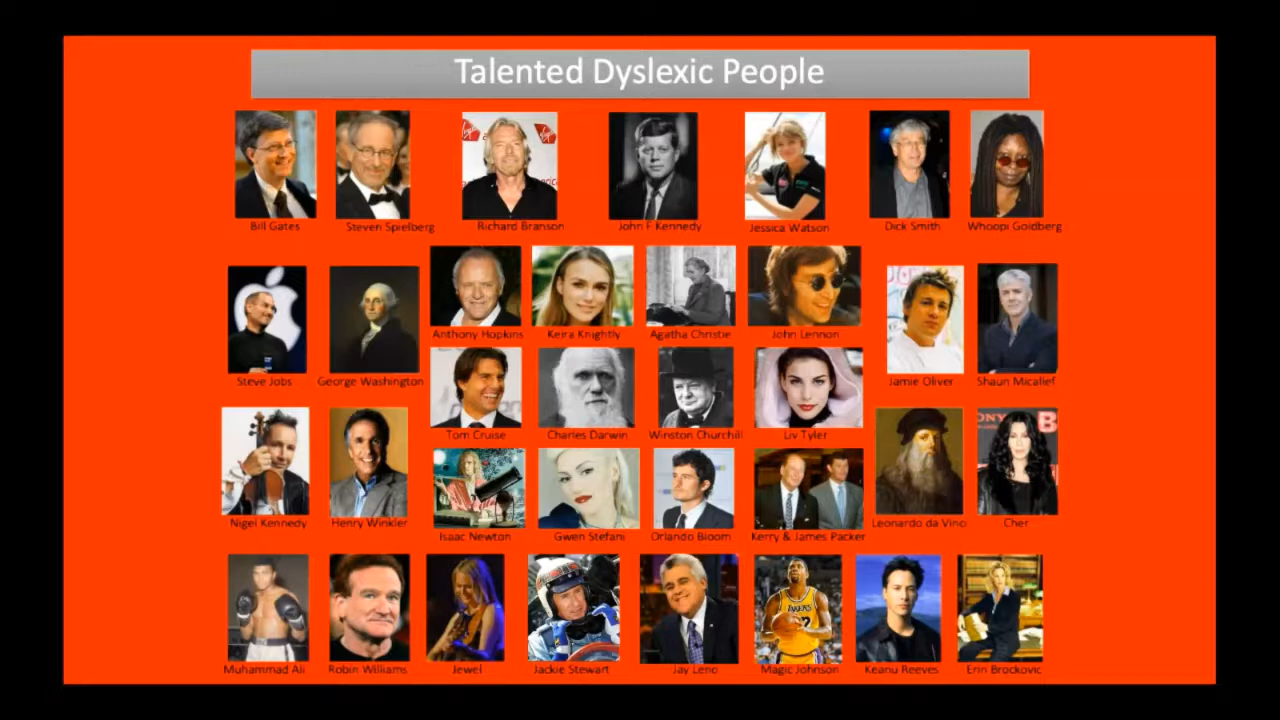 Talented Dyslexic People
Bill Gates
Steven Spielberg
Richard Branson
John F Kennedy
Jessica Watson
Dick Smith
Whoopi Goldberg
Anthony Hopkins
Keira Knightly
Agatha Christie
John Lennon
Steve Jobs
George Washington
Jamie Oliver
Shaun Micallef
Tom Cruise
Charles Darwin
Winston Churchill
Liv Tyler
Nigel Kennedy
Henry Winkler
Isaac Newton
Gwen Stefani
Orlando Bloom
Kerry & James Packer
Leonardo da Vinci
SONY
B
Cher
LAKERS
Muhammad Ali
Robin Williams
Jewel
Jackie Stewart
Jay Leno
Magic Johnson
Keanu Reeves
Erin Brockovic